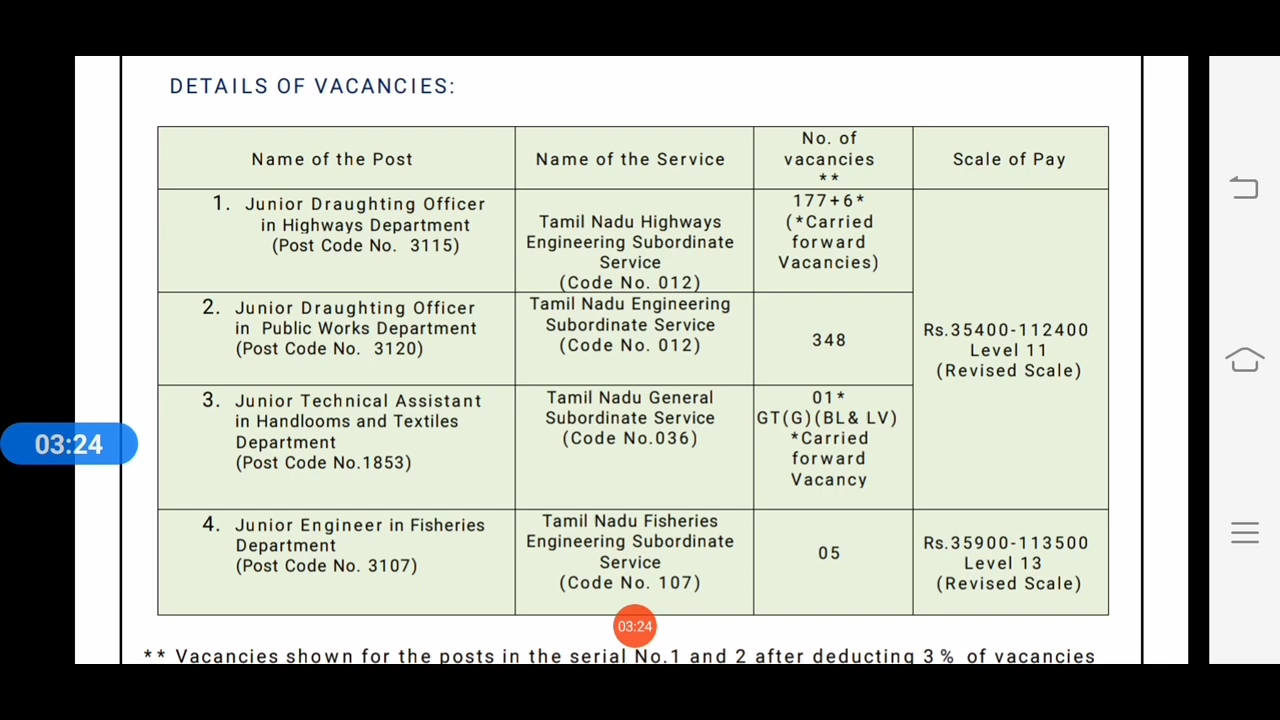 DETAILS OF VACANCIES:
Name of the Post
Name of the Service
No. of
vacancies
**
Scale of Pay
1. Junior Draughting Officer
in Highways Department
(Post Code No. 3115)
Tamil Nadu Highways
Engineering Subordinate
Service
(Code No. 012)
177+6*
(*Carried
forward
Vacancies)
2. Junior Draughting Officer
in Public Works Department
(Post Code No. 3120)
Tamil Nadu Engineering
Subordinate Service
(Code No. 012)
348
Rs.35400-112400
Level 11
(Revised Scale)
3. Junior Technical Assistant
in Handlooms and Textiles
Department
(Post Code No.1853)
Tamil Nadu General
Subordinate Service
(Code No.036)
01*
GT(G)(BL& LV)
*Carried
forward
Vacancy
03:24
4. Junior Engineer in Fisheries
Department
(Post Code No. 3107)
Tamil Nadu Fisheries
Engineering Subordinate
Service
(Code No. 107)
05
Rs.35900-113500
Level 13
(Revised Scale)
03:24
** Vacancies shown for the posts in the serial No.1 and 2 after deducting 3% of vacancies